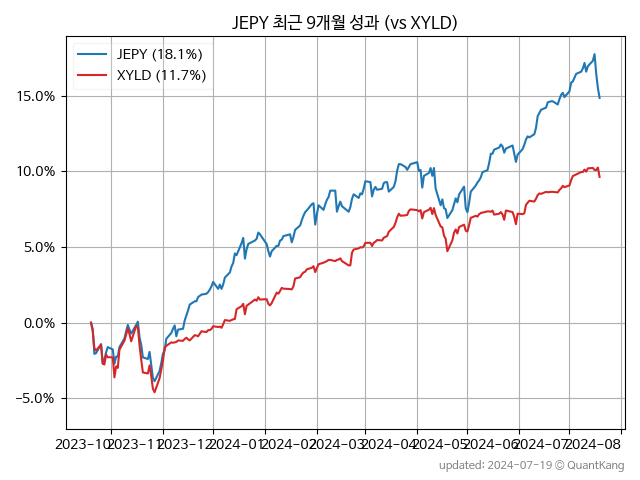 JEPY 최근 9개월 성과 (vs XYLD)
JEPY (18.1%)
XYLD (11.7%)
15.0%
10.0%
5.0%
0.0%
−5.0%
2023-10 2023-11 2023-12 2024-01 2024-02 2024-03 2024-04 2024-05 2024-06 2024-07 2024-08
updated: 2024-07-19 © QuantKang